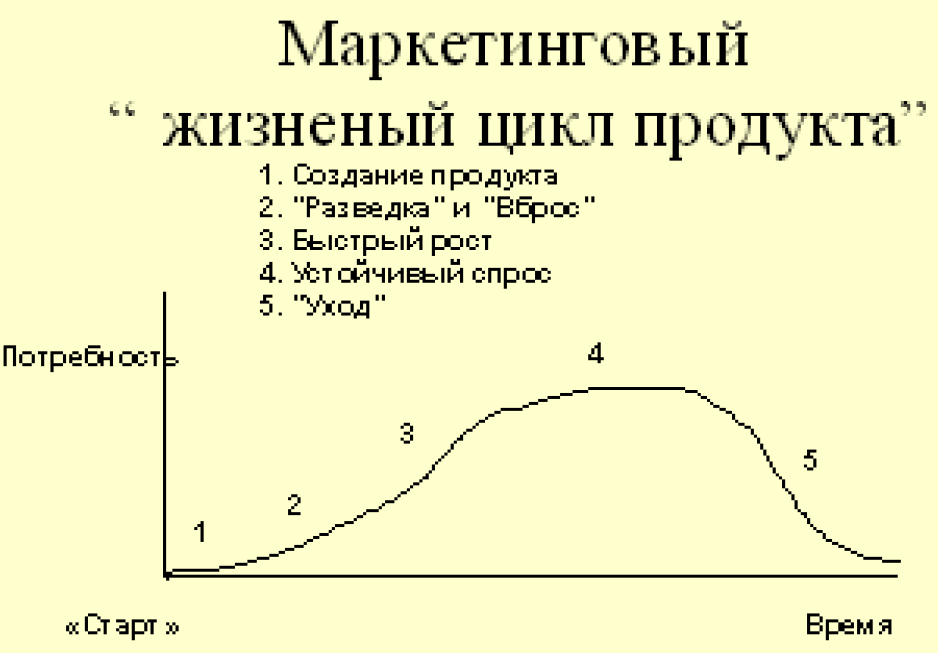 Маркетинговый
“ жизненый цикл продукта”
1. Создание продукта
2. "Разведка" и "Вброс"
3. Быстрый рост
4. Устойчивый спрос
5. "Уход"
Потребность
4
3
5
2
1
«Старт»
Время